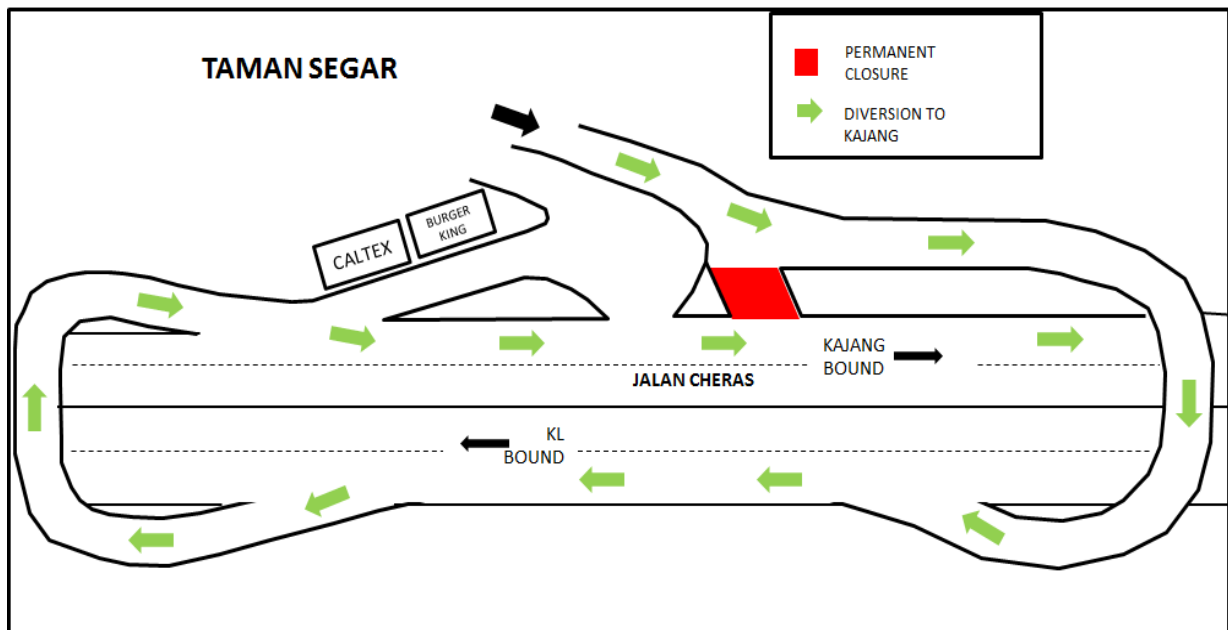 TAMAN SEGAR
PERMANENT
CLOSURE
DIVERSION TO
KAJANG
BURGER
KING
CALTEX
KAJANG
BOUND
JALAN CHERAS
KL
BOUND